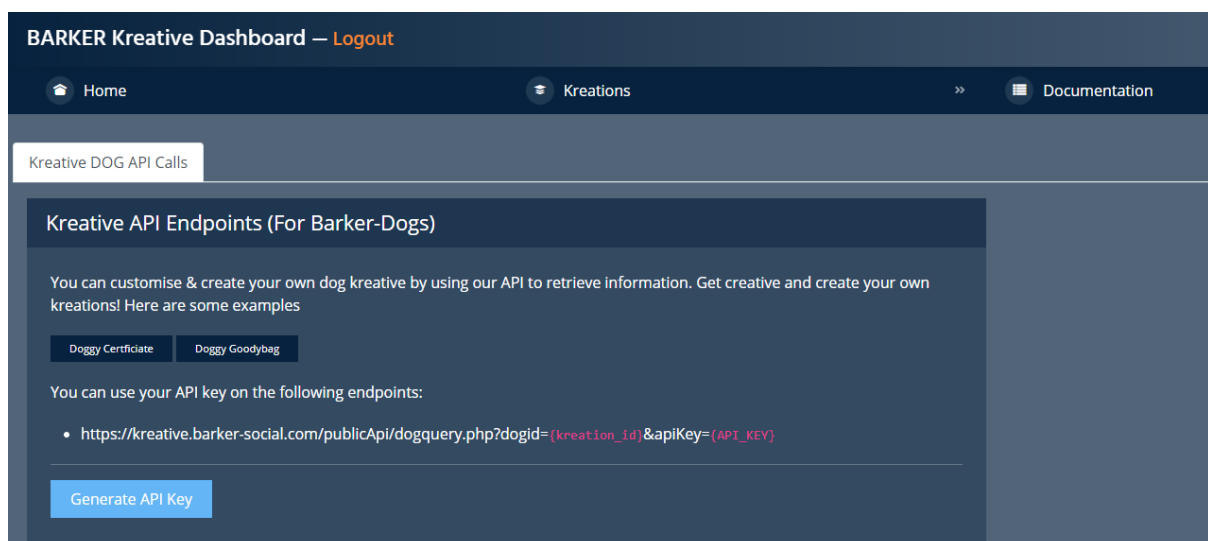 BARKER Kreative Dashboard — Logout
Home
Kreations
»
Documentation
Kreative DOG API Calls
Kreative API Endpoints (For Barker-Dogs)
You can customise & create your own dog kreative by using our API to retrieve information. Get creative and create your own
kreations! Here are some examples
Doggy Certficiate
Doggy Goodybag
You can use your API key on the following endpoints:
• https://kreative.barker-social.com/publicApi/dogquery.php?dogid={kreation_id}&apiKey={API_KEY}
Generate API Key